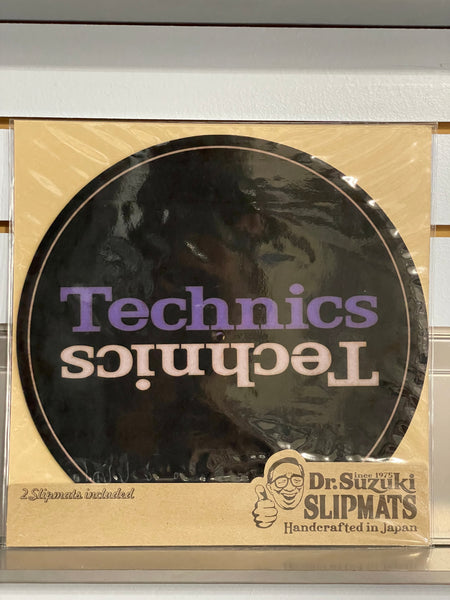 Technics
Technics
2 Slipmats included
since 1975
Dr.Suzuki
SLIPMATS
Handcrafted in Japan